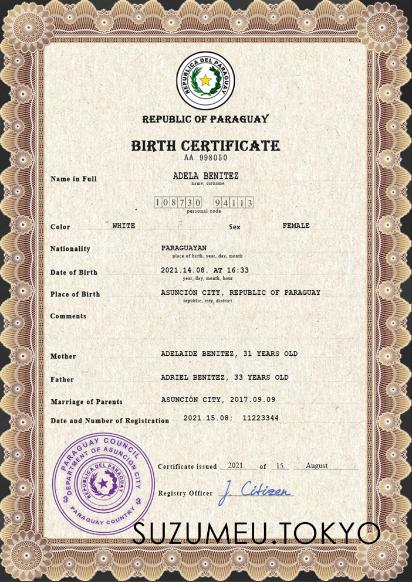 REPUBLICA DEL PARAGUAY
REPUBLIC OF PARAGUAY
BIRTH CERTIFICATE
AA 998050
Name in Full ADELA BENITEZ
name, surname
108730 94113
personal code
Color WHITE Sex FEMALE
Nationality PARAGUAYAN
place of birth, year, day, month
Date of Birth 2021.14.08. AT 16:33
year, day, month, hour
Place of Birth ASUNCIÓN CITY, REPUBLIC OF PARAGUAY
republic, city, district
Comments
Mother ADELAIDE BENITEZ, 31 YEARS OLD
Father ADRIEL BENITEZ, 33 YEARS OLD
Marriage of Parents ASUNCIÓN CITY, 2017.09.09
Date and Number of Registration 2021.15.08; 11223344
PARAGUAY COUNCIL
DEPARTMENT OF ASUNCION CITY
REPUBLICA DEL PARAGUAY
3 3
PARAGUAY COUNTRY
Certificate issued 2021 of 15 August
Registry Officer J. Citizen
SUZUMEU.TOKYO